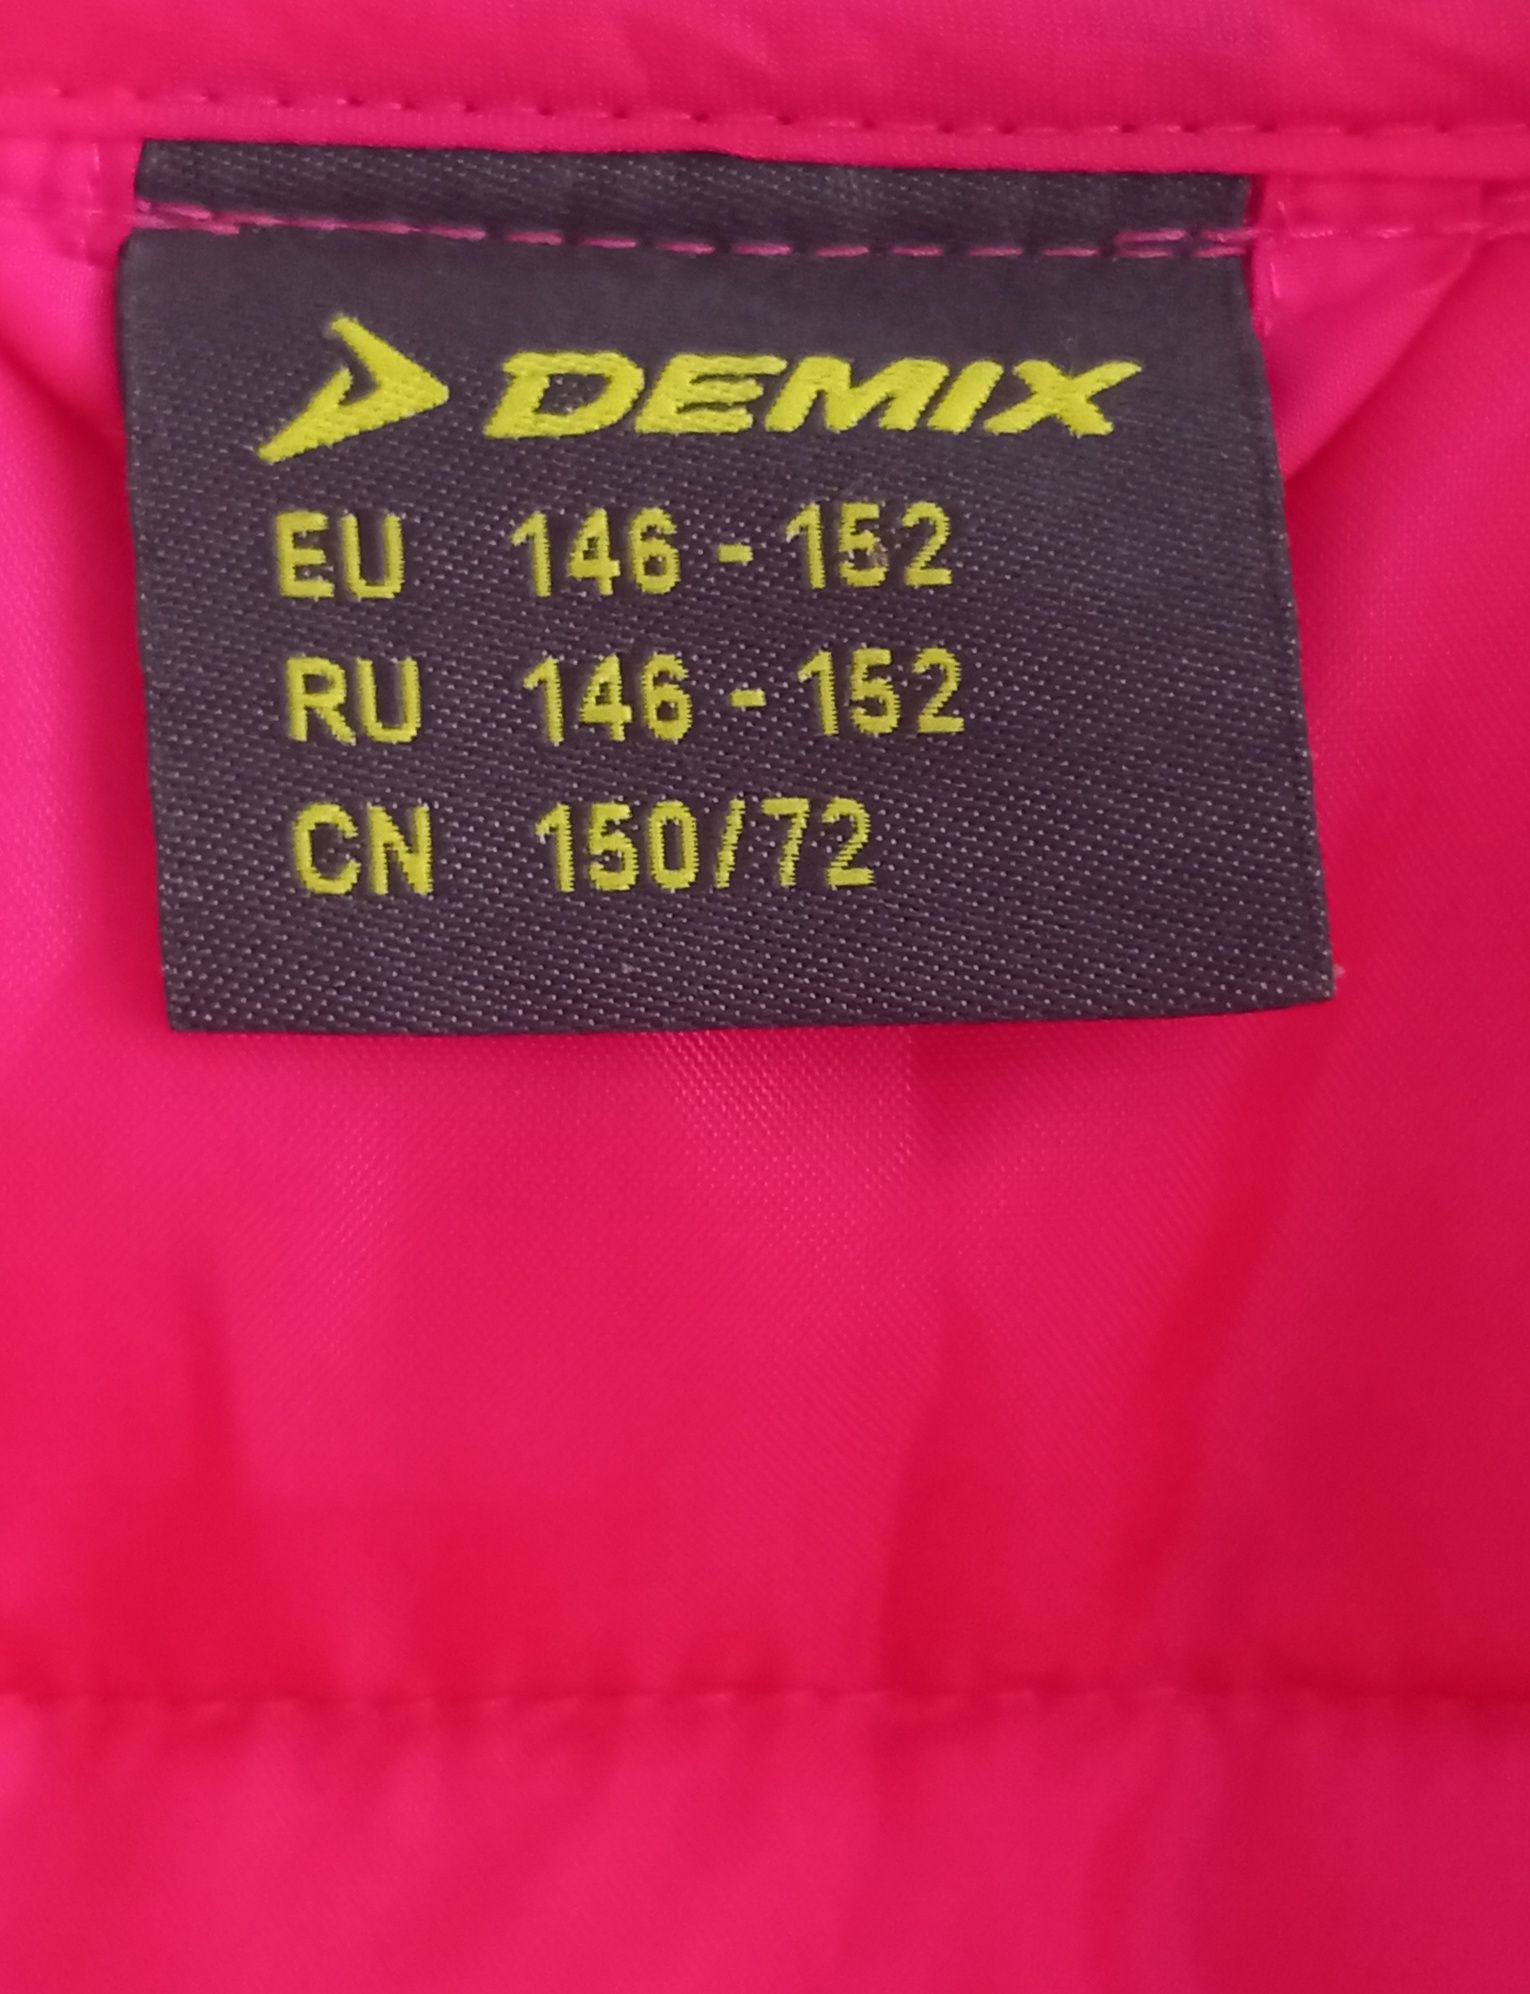 DEMIX
EU 146 - 152
RU 146 - 152
CN 150/72